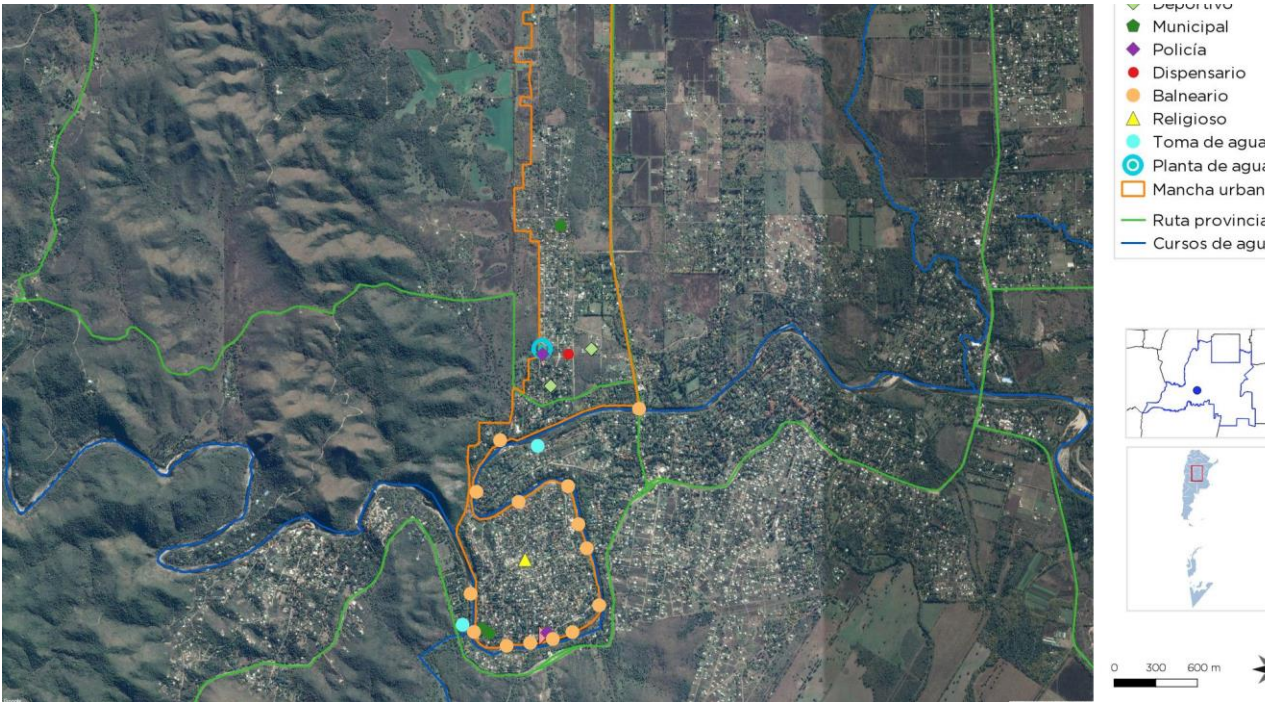 Deportivo
Municipal
Policía
Dispensario
Balneario
Religioso
Toma de agua
Planta de agua
Mancha urban
Ruta provincia
Cursos de agu
0 300 600 m